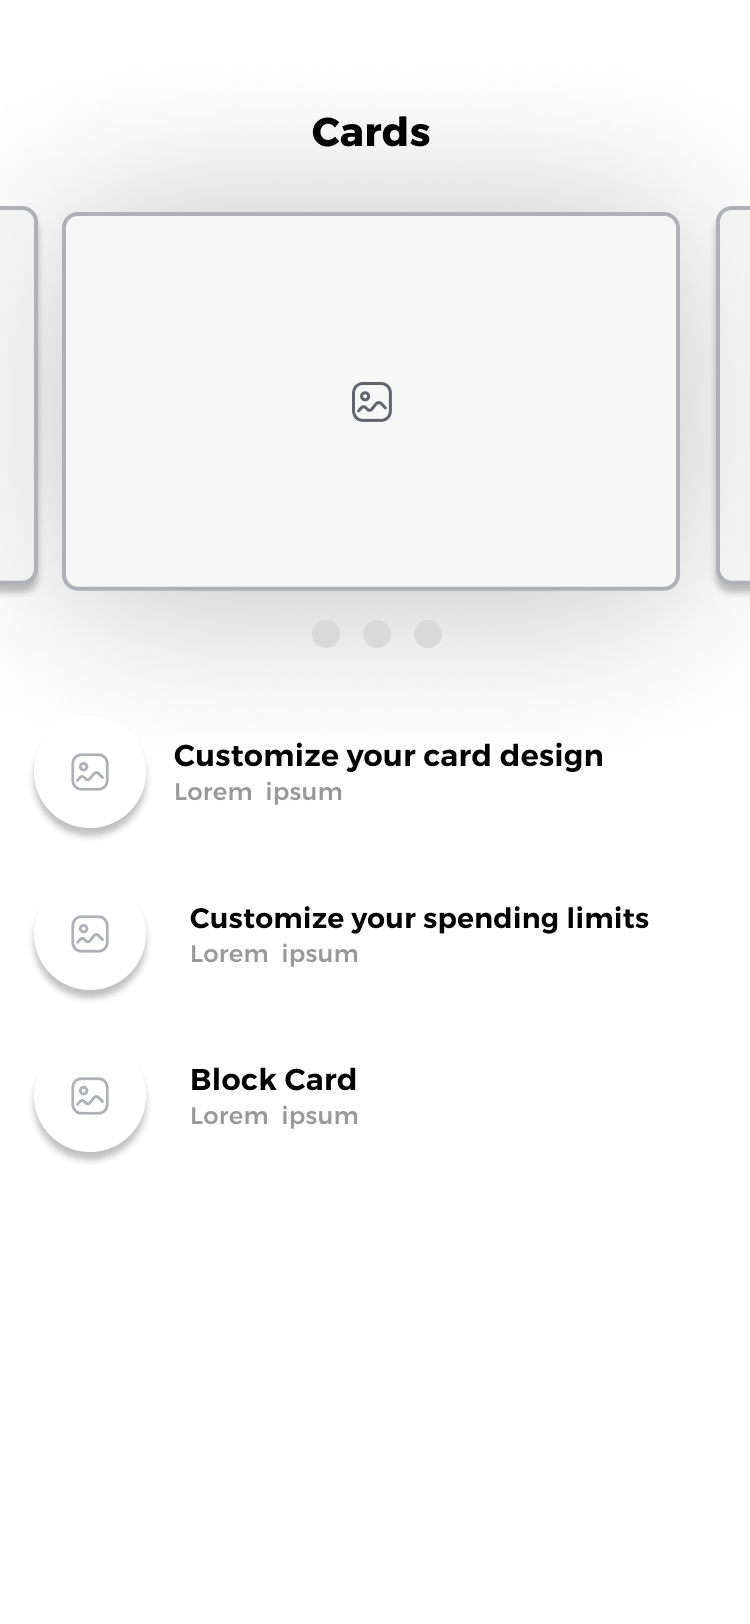 Cards
Customize your card design
Lorem ipsum
Customize your spending limits
Lorem ipsum
Block Card
Lorem ipsum